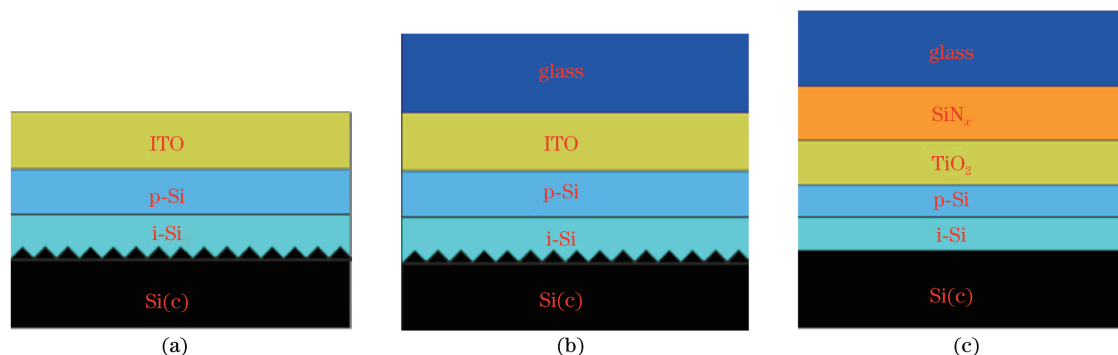 ITO
p-Si
i-Si
Si(c)
(a)
glass
ITO
p-Si
i-Si
Si(c)
(b)
glass
SiNₓ
TiO₂
p-Si
i-Si
Si(c)
(c)